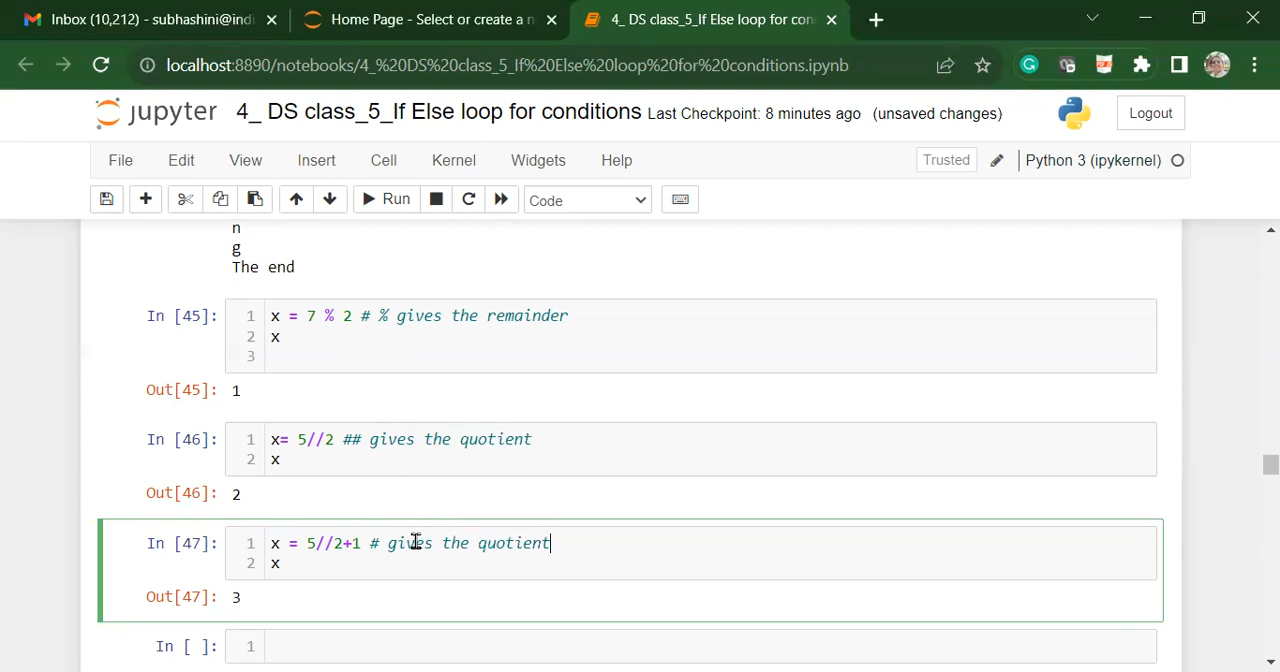 Inbox (10,212) - subhashini@indi
Home Page - Select or create a n
4_ DS class_5_If Else loop for con
localhost:8890/notebooks/4_%20DS%20class_5_If%20Else%20loop%20for%20conditions.ipynb
jupyter 4_ DS class_5_If Else loop for conditions Last Checkpoint: 8 minutes ago (unsaved changes) Logout
File Edit View Insert Cell Kernel Widgets Help Trusted Python 3 (ipykernel)
Run Code
n
g
The end
In [45]: 1 x = 7 % 2 # % gives the remainder
2 x
3
Out[45]: 1
In [46]: 1 x= 5//2 ## gives the quotient
2 x
Out[46]: 2
In [47]: 1 x = 5//2+1 # gives the quotient
2 x
Out[47]: 3
In [ ]: 1